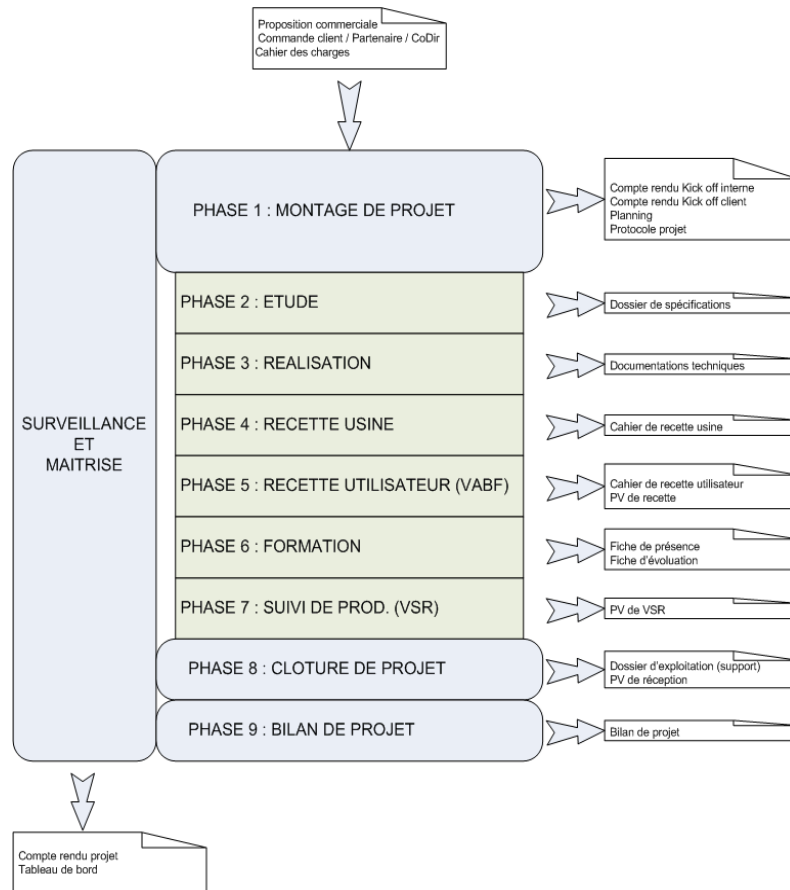 Proposition commerciale
Commande client / Partenaire / CoDir
Cahier des charges
PHASE 1 : MONTAGE DE PROJET
Compte rendu Kick off interne
Compte rendu Kick off client
Planning
Protocole projet
PHASE 2 : ETUDE
Dossier de spécifications
PHASE 3 : REALISATION
Documentations techniques
SURVEILLANCE
ET
MAITRISE
PHASE 4 : RECETTE USINE
Cahier de recette usine
PHASE 5 : RECETTE UTILISATEUR (VABF)
Cahier de recette utilisateur
PV de recette
PHASE 6 : FORMATION
Fiche de présence
Fiche d'évoluation
PHASE 7 : SUIVI DE PROD. (VSR)
PV de VSR
PHASE 8 : CLOTURE DE PROJET
Dossier d'exploitation (support)
PV de réception
PHASE 9 : BILAN DE PROJET
Bilan de projet
Compte rendu projet
Tableau de bord